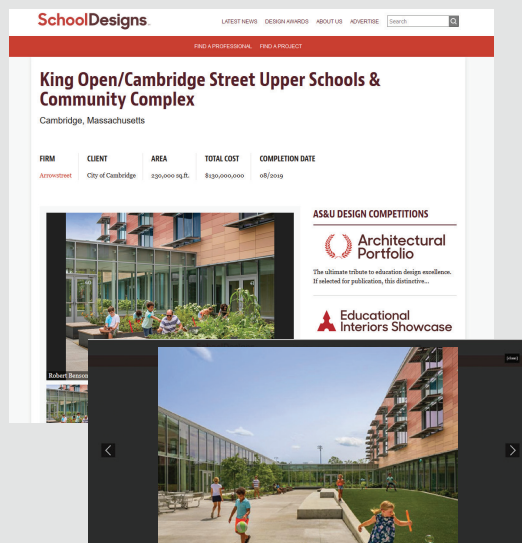 SchoolDesigns
LATEST NEWS DESIGN AWARDS ABOUT US ADVERTISE Search
FIND A PROFESSIONAL FIND A PROJECT
King Open/Cambridge Street Upper Schools &
Community Complex
Cambridge, Massachusetts
FIRM CLIENT AREA TOTAL COST COMPLETION DATE
Arrowstreet City of Cambridge 230,000 sq.ft. $130,000,000 08/2019
AS&U DESIGN COMPETITIONS
Architectural
Portfolio
The ultimate tribute to education design excellence.
If selected for publication, this distinctive...
Educational
Interiors Showcase
Robert Benson